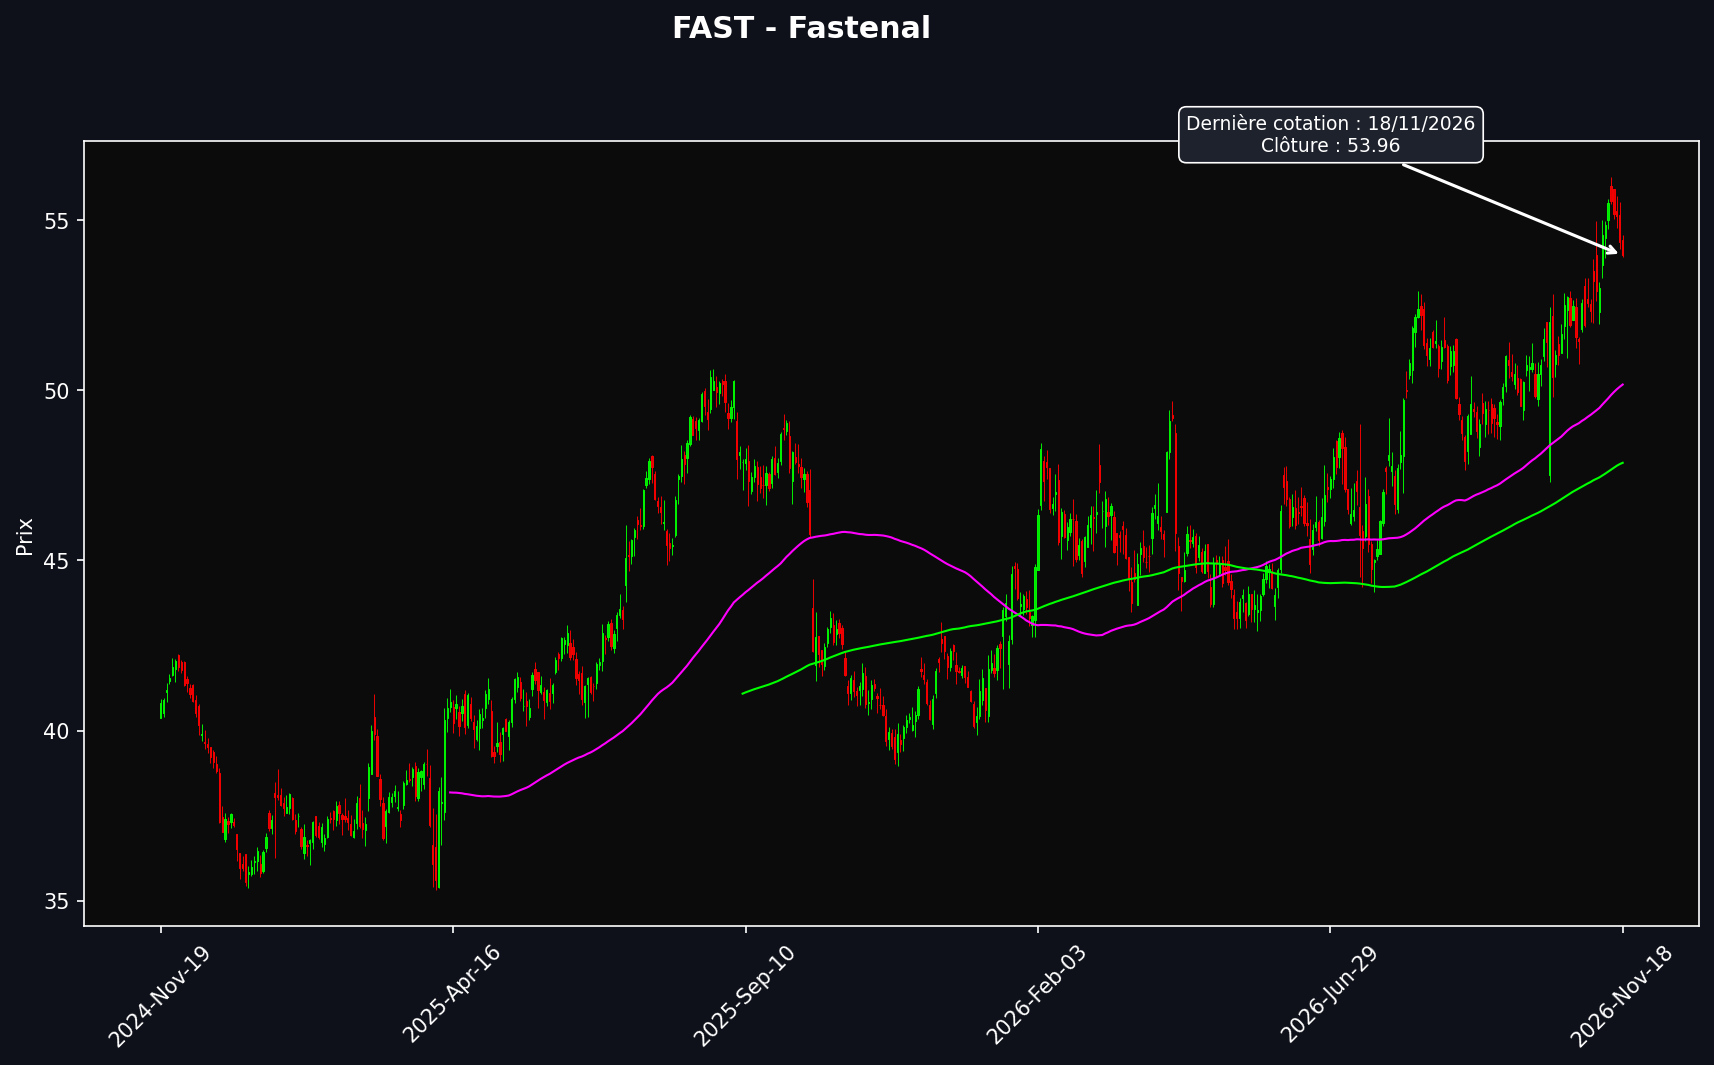 FAST - Fastenal
Dernière cotation : 18/11/2026
Clôture : 53.96
Prix
55
50
45
40
35
2024-Nov-19
2025-Apr-16
2025-Sep-10
2026-Feb-03
2026-Jun-29
2026-Nov-18